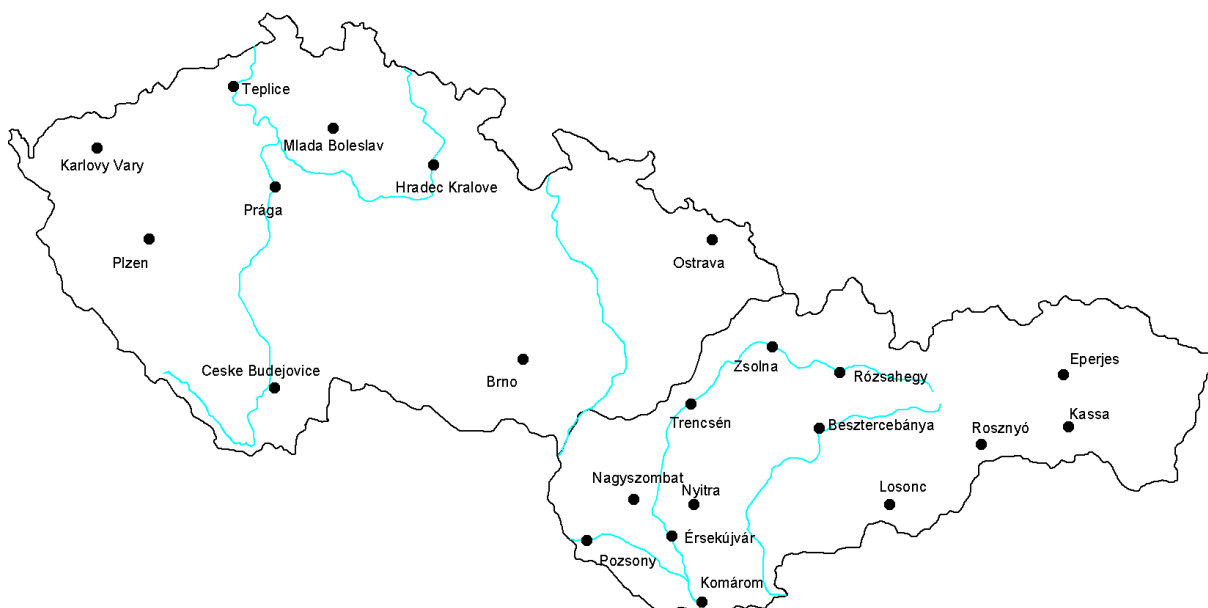 Teplice
Mlada Boleslav
Karlovy Vary
Hradec Kralove
Prága
Plzen
Ostrava
Ceske Budejovice
Brno
Zsolna
Rózsahegy
Eperjes
Trencsén
Besztercebánya
Kassa
Rosznyó
Nagyszombat
Nyitra
Losonc
Érsekújvár
Pozsony
Komárom